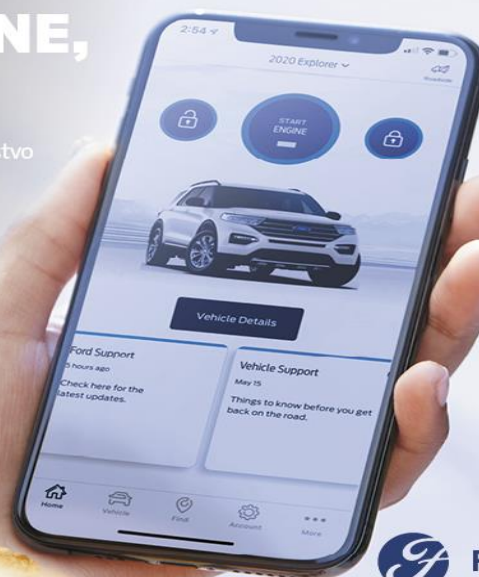 NE,
tvo
2:54
2020 Explorer
Roadside
START
ENGINE
Vehicle Details
Ford Support
5 hours ago
Check here for the
latest updates.
Vehicle Support
May 15
Things to know before you get
back on the road.
Home
Vehicle
Find
Account
More
F